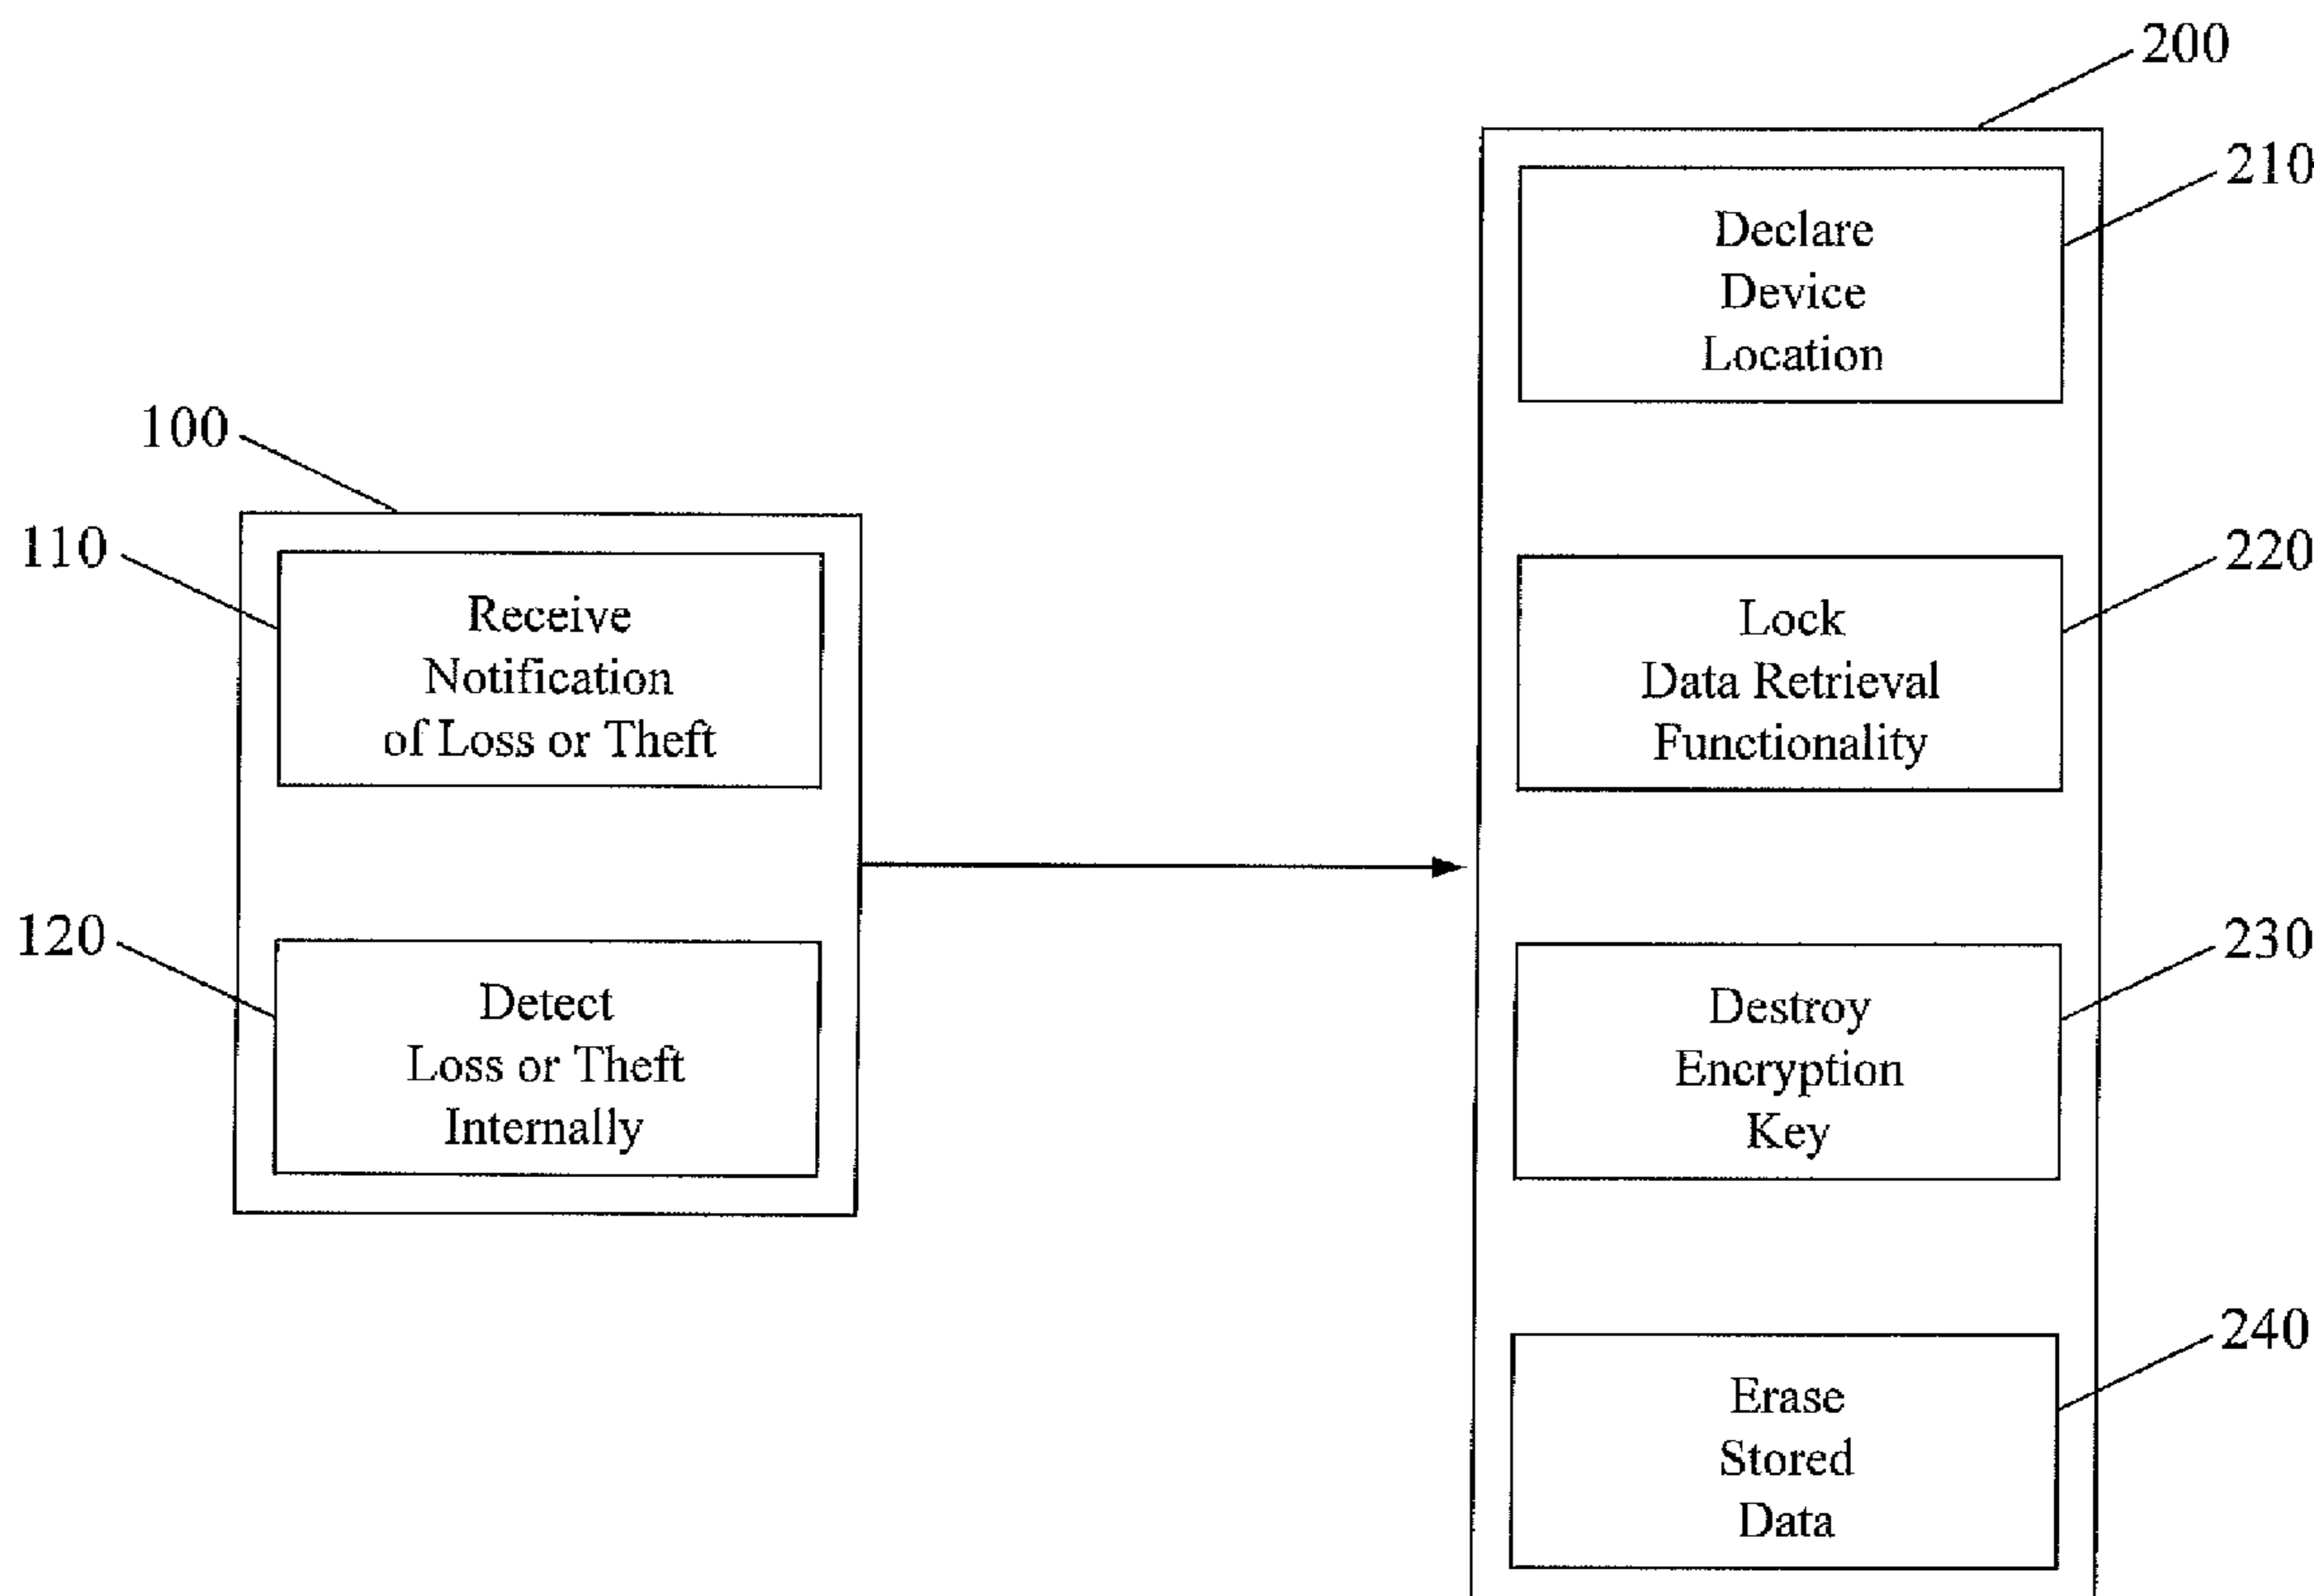 200
210
Declare
Device
Location
100
110
Receive
Notification
of Loss or Theft
220
Lock
Data Retrieval
Functionality
120
Detect
Loss or Theft
Internally
230
Destroy
Encryption
Key
240
Erase
Stored
Data